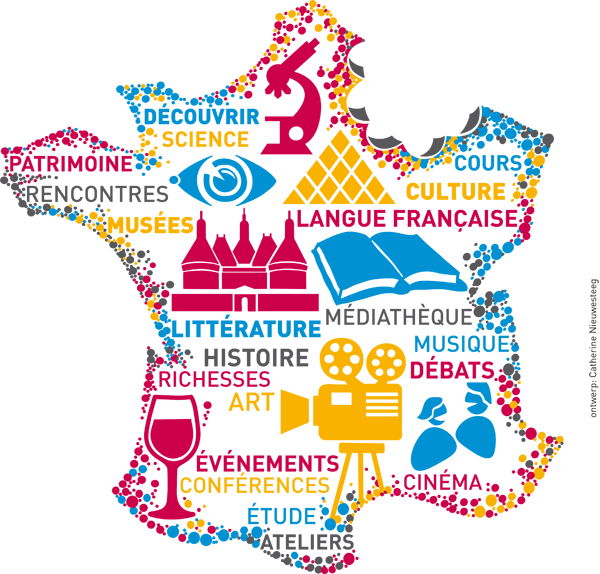 DÉCOUVRIR
SCIENCE
PATRIMOINE
COURS
RENCONTRES
CULTURE
MUSÉES
LANGUE FRANÇAISE
MÉDIATHÈQUE
LITTÉRATURE
MUSIQUE
HISTOIRE
DÉBATS
RICHESSES
ART
ÉVÉNEMENTS
CONFÉRENCES
CINÉMA
ÉTUDE
ATELIERS
ontwerp: Catherine Nieuwesteeg